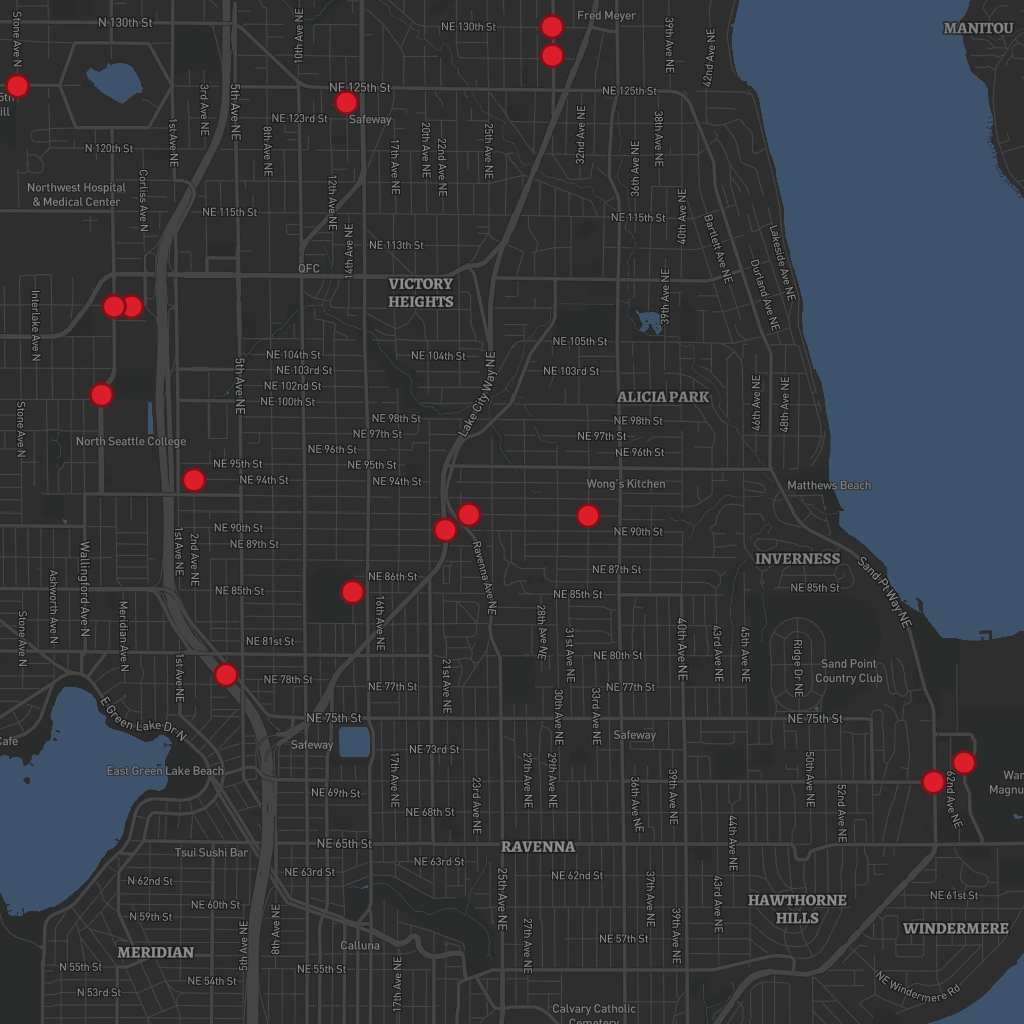 Fred Meyer
N 130th St
NE 130th St
MANITOU
Stone Ave N
10th Ave NE
39th Ave NE
42nd Ave NE
NE 125th St
NE 125th St
5th
ill
3rd Ave NE
5th Ave NE
NE 123rd St
Safeway
1st Ave NE
8th Ave NE
17th Ave NE
20th Ave NE
22nd Ave NE
25th Ave NE
32nd Ave NE
36th Ave NE
38th Ave NE
N 120th St
Northwest Hospital
& Medical Center
Corliss Ave N
12th Ave NE
40th Ave NE
NE 115th St
NE 115th St
Bartlett Ave NE
Lakeside Ave NE
14th Ave NE
NE 113th St
QFC
VICTORY
HEIGHTS
Durland Ave NE
39th Ave NE
Interlake Ave N
NE 105th St
NE 104th St
NE 104th St
NE 103rd St
NE 103rd St
5th Ave NE
NE 102nd St
NE 100th St
Lake City Way NE
ALICIA PARK
46th Ave NE
48th Ave NE
Stone Ave N
NE 98th St
NE 98th St
NE 97th St
NE 97th St
North Seattle College
NE 96th St
NE 96th St
NE 95th St
NE 95th St
NE 94th St
NE 94th St
Wong's Kitchen
Matthews Beach
NE 90th St
NE 90th St
NE 89th St
1st Ave NE
2nd Ave NE
Wallingford Ave N
Ravenna Ave NE
INVERNESS
NE 87th St
NE 86th St
NE 85th St
NE 85th St
NE 85th St
Sand Pt Way NE
Ashworth Ave N
Stone Ave N
Meridian Ave N
16th Ave NE
28th Ave NE
31st Ave NE
40th Ave NE
43rd Ave NE
45th Ave NE
NE 81st St
NE 80th St
Ridge Dr NE
Sand Point
Country Club
1st Ave NE
21st Ave NE
NE 78th St
NE 77th St
NE 77th St
30th Ave NE
33rd Ave NE
E Green Lake Dr N
NE 75th St
NE 75th St
Cafe
Safeway
Safeway
NE 73rd St
East Green Lake Beach
17th Ave NE
23rd Ave NE
27th Ave NE
29th Ave NE
36th Ave NE
39th Ave NE
50th Ave NE
52nd Ave NE
62nd Ave NE
War
Magnu
NE 69th St
NE 68th St
44th Ave NE
NE 65th St
RAVENNA
Tsui Sushi Bar
NE 63rd St
NE 63rd St
NE 62nd St
N 62nd St
25th Ave NE
37th Ave NE
43rd Ave NE
HAWTHORNE
HILLS
NE 61st St
NE 60th St
N 59th St
5th Ave NE
8th Ave NE
27th Ave NE
39th Ave NE
WINDERMERE
NE 57th St
Calluna
MERIDIAN
N 55th St
NE 55th St
NE 54th St
N 53rd St
17th Ave NE
NE Windermere Rd
Calvary Catholic
Cemetery